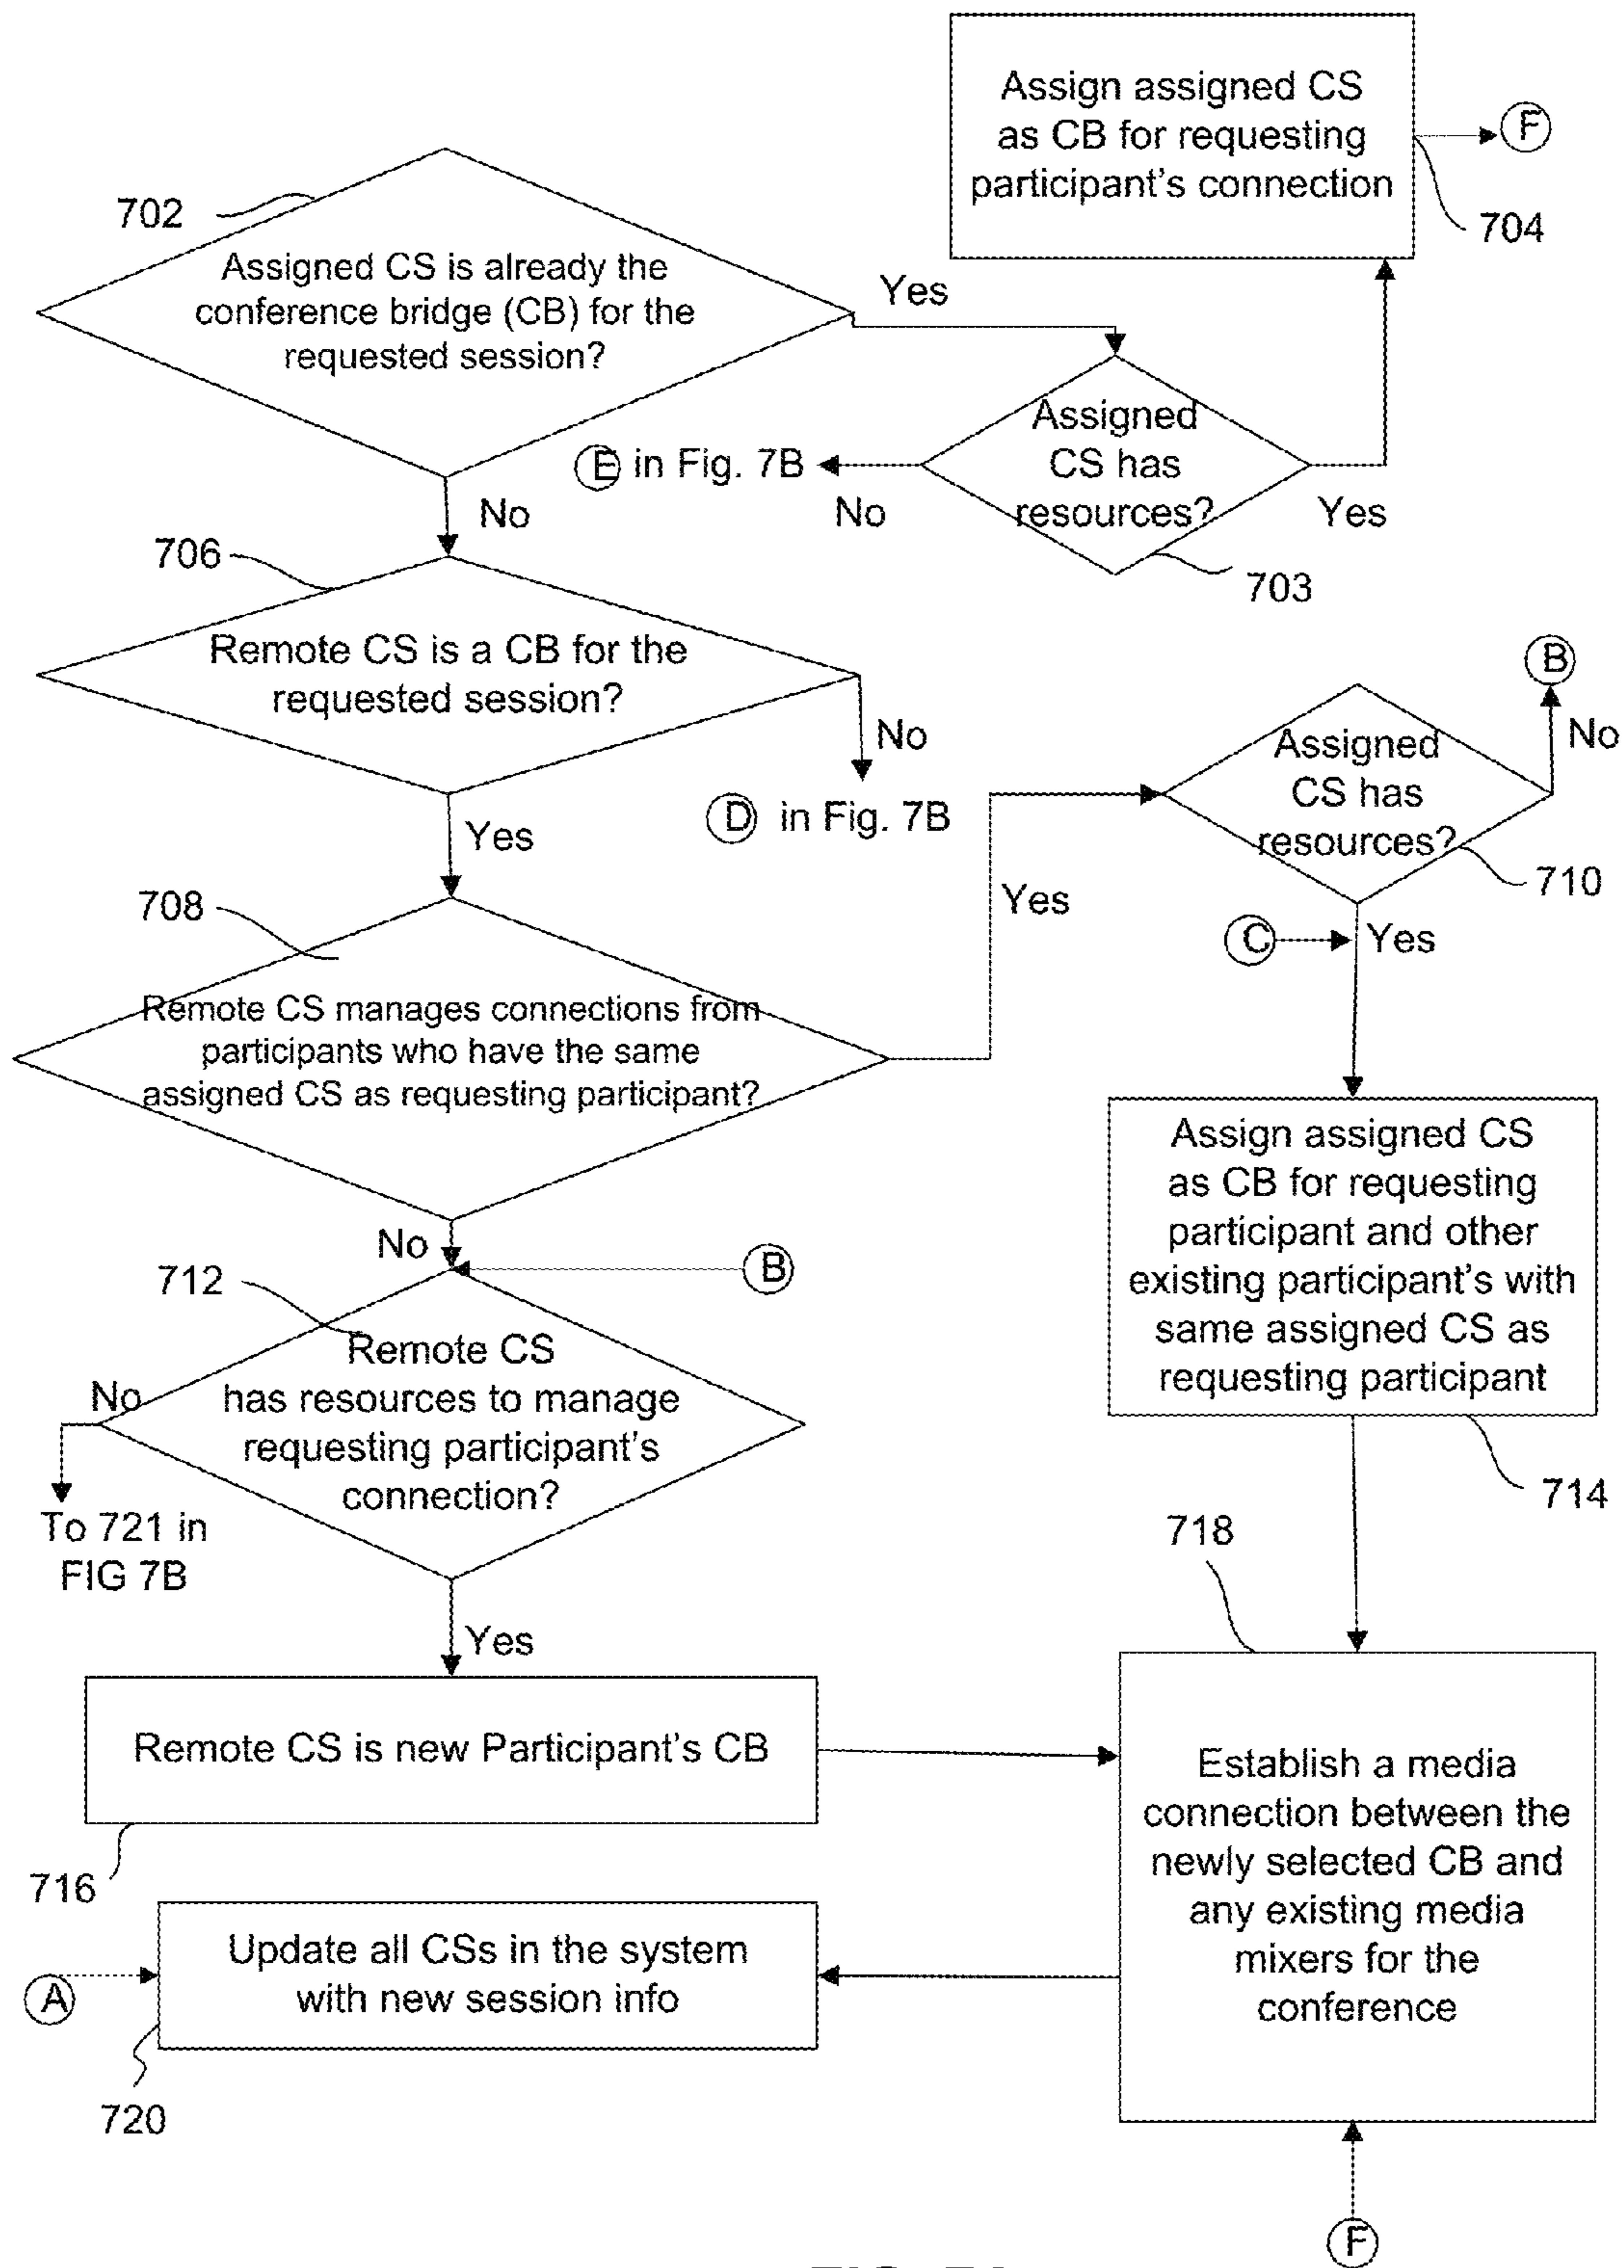 Assign assigned CS
as CB for requesting
participant's connection
F
704
702
Assigned CS is already the
conference bridge (CB) for the
requested session?
Yes
Assigned
CS has
resources?
E in Fig. 7B
No
Yes
703
No
706
Remote CS is a CB for the
requested session?
No
D in Fig. 7B
Yes
B
No
Assigned
CS has
resources?
710
Yes
C
Yes
708
Remote CS manages connections from
participants who have the same
assigned CS as requesting participant?
No
B
Assign assigned CS
as CB for requesting
participant and other
existing participant's with
same assigned CS as
requesting participant
714
712
Remote CS
has resources to manage
requesting participant's
connection?
No
To 721 in
FIG 7B
Yes
718
Remote CS is new Participant's CB
716
Establish a media
connection between the
newly selected CB and
any existing media
mixers for the
conference
Update all CSs in the system
with new session info
A
720
F